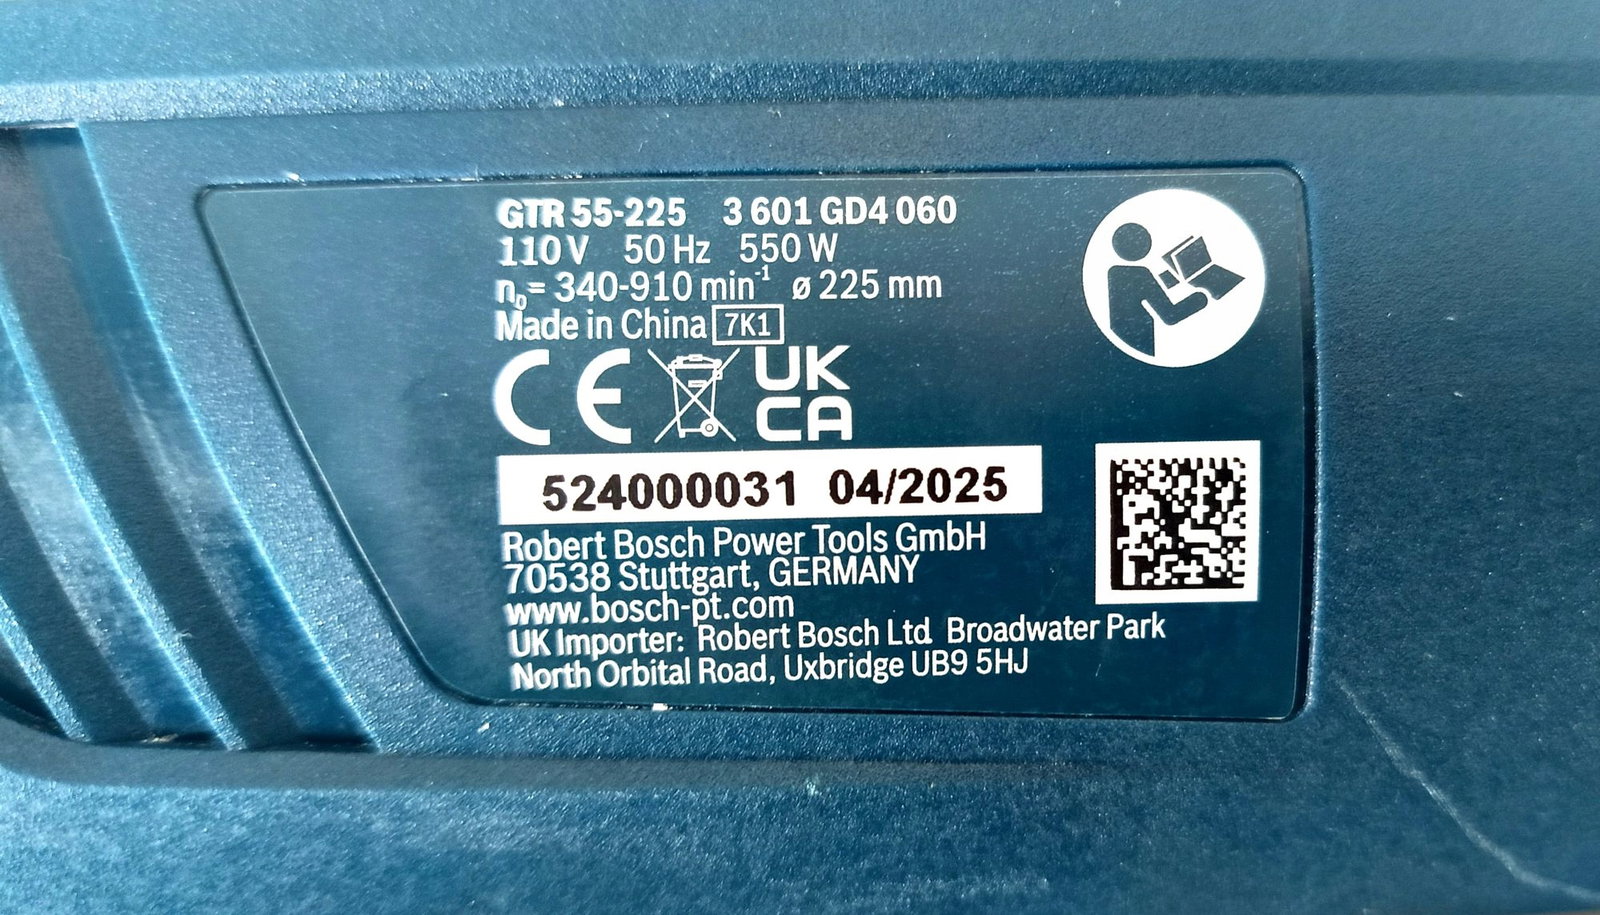 GTR 55-225 3 601 GD4 060
110 V 50 Hz 550 W
n₀= 340-910 min⁻¹ ø 225 mm
Made in China 7K1
CE
UK
CA
524000031 04/2025
Robert Bosch Power Tools GmbH
70538 Stuttgart, GERMANY
www.bosch-pt.com
UK Importer: Robert Bosch Ltd Broadwater Park
North Orbital Road, Uxbridge UB9 5HJ